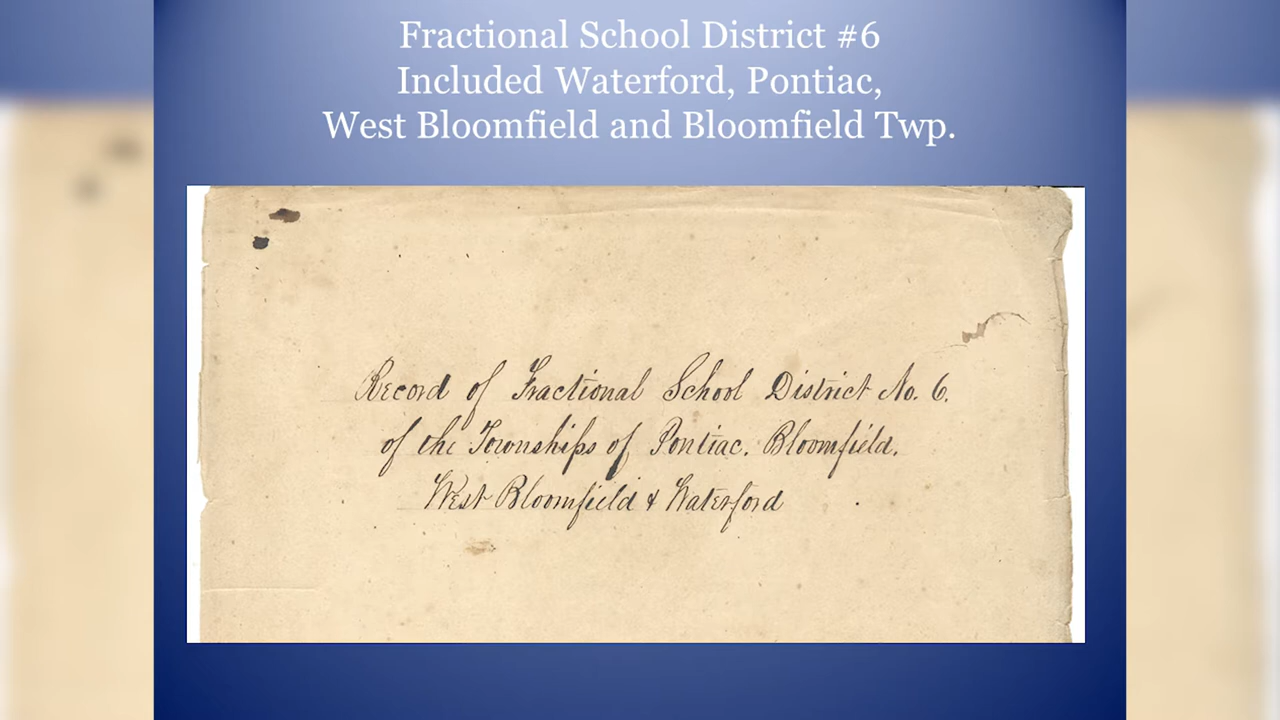 Fractional School District #6
Included Waterford, Pontiac,
West Bloomfield and Bloomfield Twp.
Record of Fractional School District No. 6.
of the Townships of Pontiac. Bloomfield.
West Bloomfield & Waterford